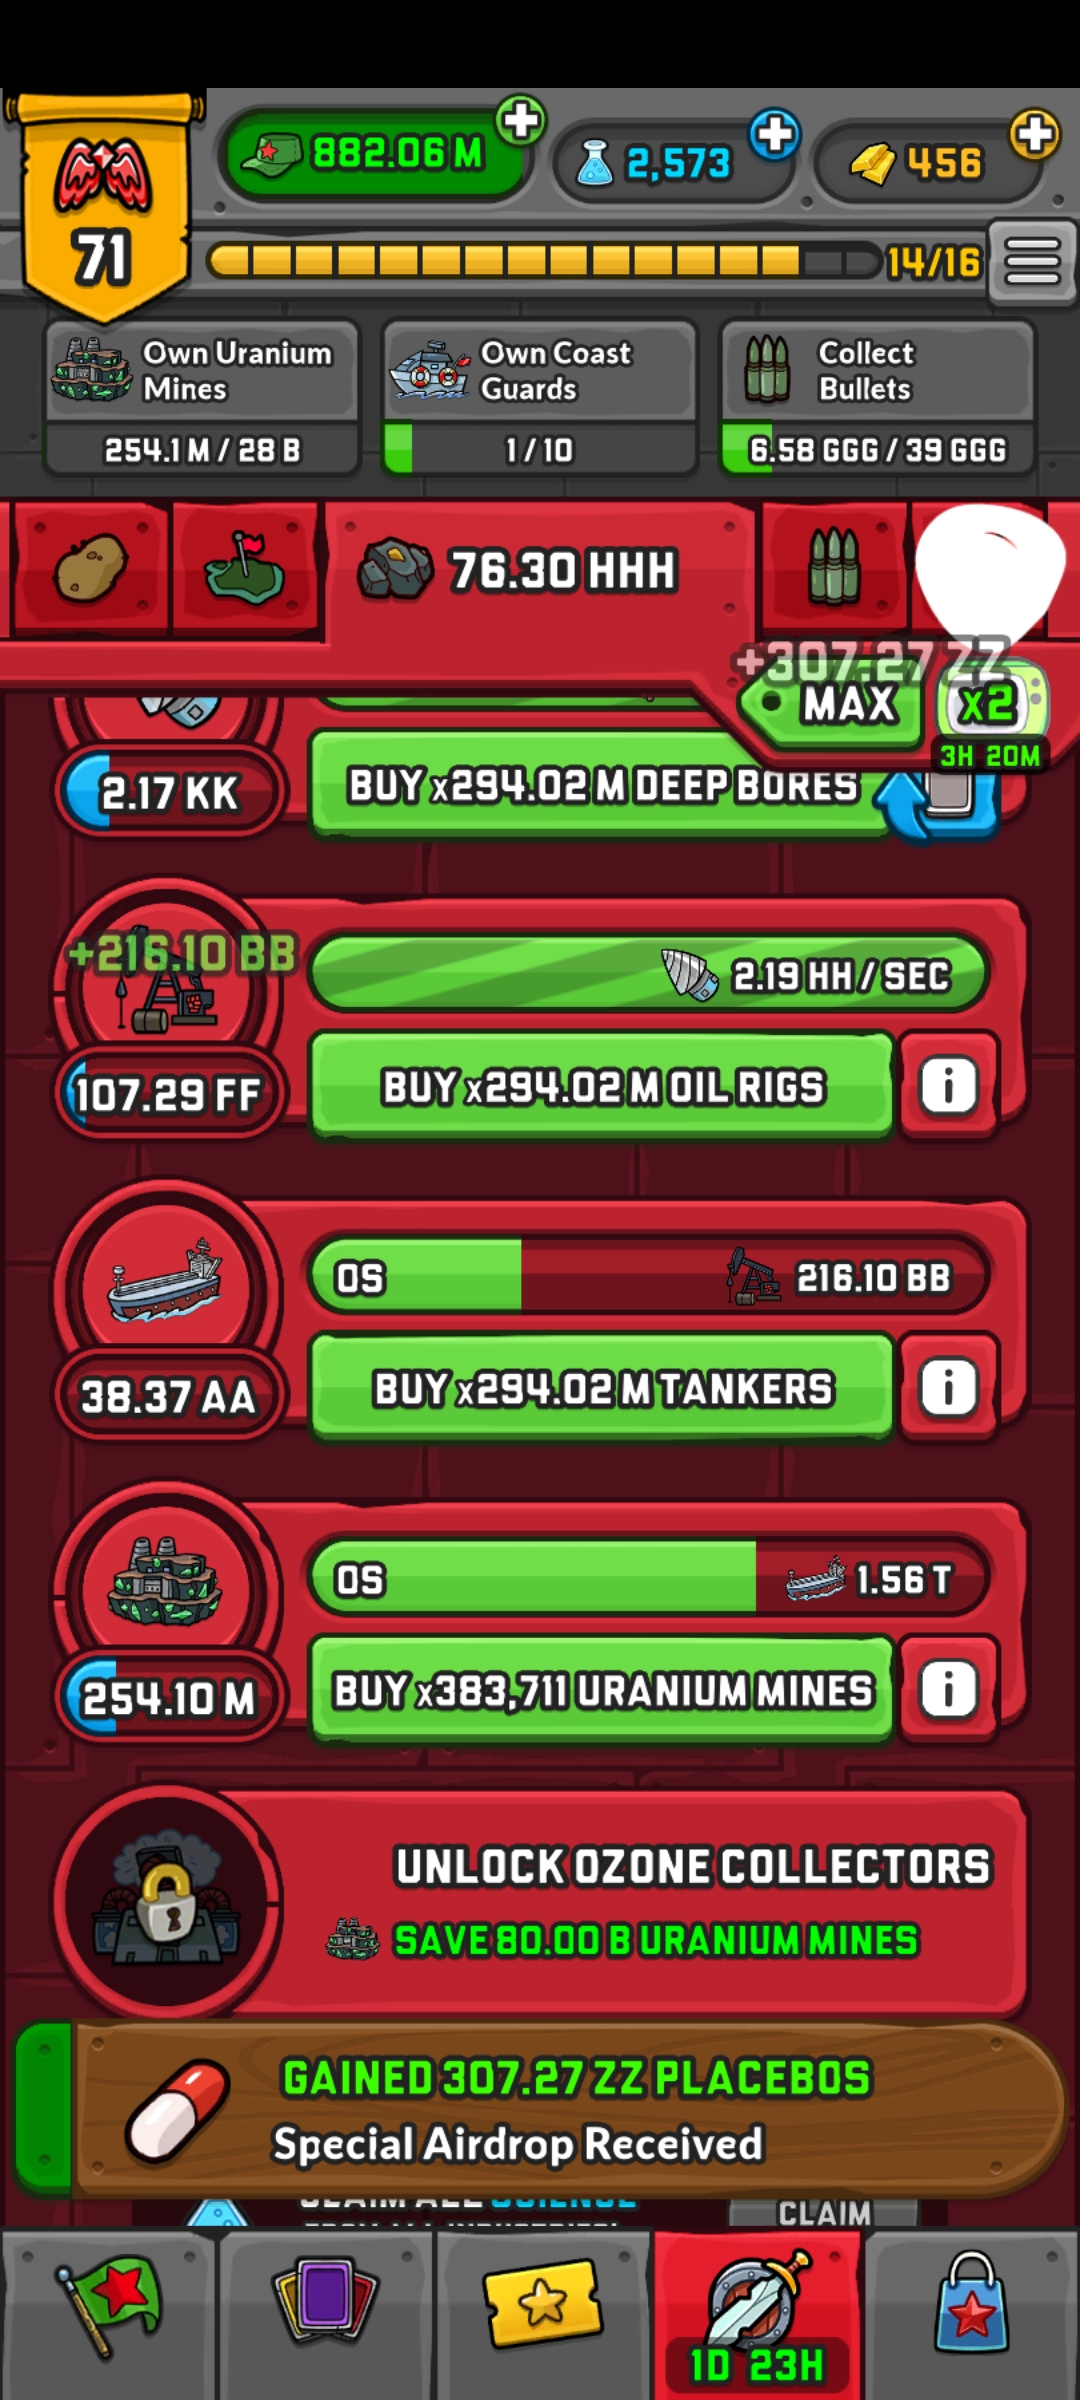 882.06 M
2,573
456
71
14/16
Own Uranium
Mines
254.1 M / 28 B
Own Coast
Guards
1 / 10
Collect
Bullets
6.58 GGG / 39 GGG
76.30 HHH
+307.27 ZZ
MAX
x2
3H 20M
2.17 KK
BUY x294.02 M DEEP BORES
+216.10 BB
2.19 HH / SEC
107.29 FF
BUY x294.02 M OIL RIGS
i
0S
216.10 BB
38.37 AA
BUY x294.02 M TANKERS
i
0S
1.56 T
254.10 M
BUY x383,711 URANIUM MINES
i
UNLOCK OZONE COLLECTORS
SAVE 80.00 B URANIUM MINES
GAINED 307.27 ZZ PLACEBOS
Special Airdrop Received
CLAIM ALL SCIENCE
CLAIM
1D 23H